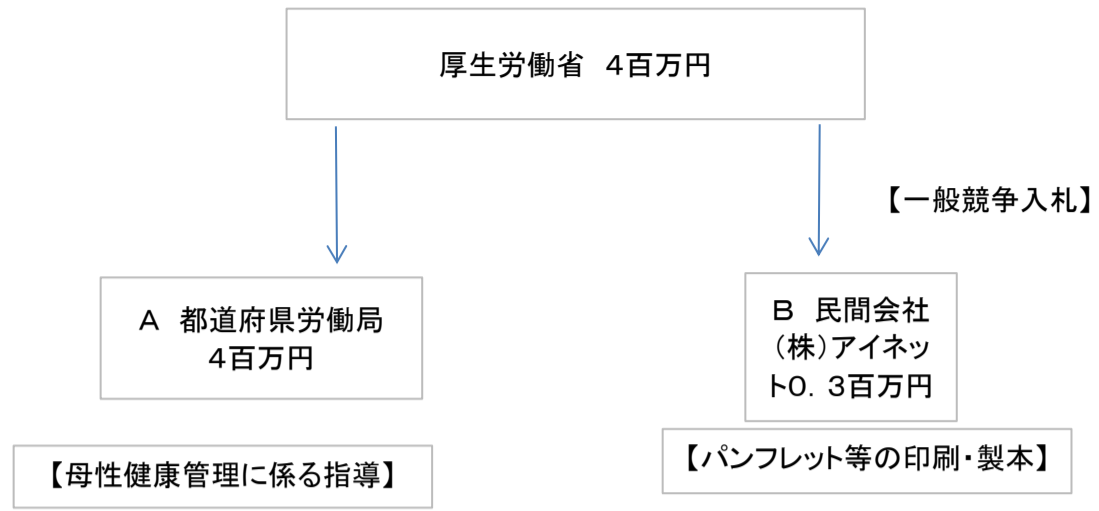 厚生労働省　４百万円
【一般競争入札】
Ａ　都道府県労働局
４百万円
Ｂ　民間会社
（株）アイネッ
ト０．３百万円
【母性健康管理に係る指導】
【パンフレット等の印刷・製本】